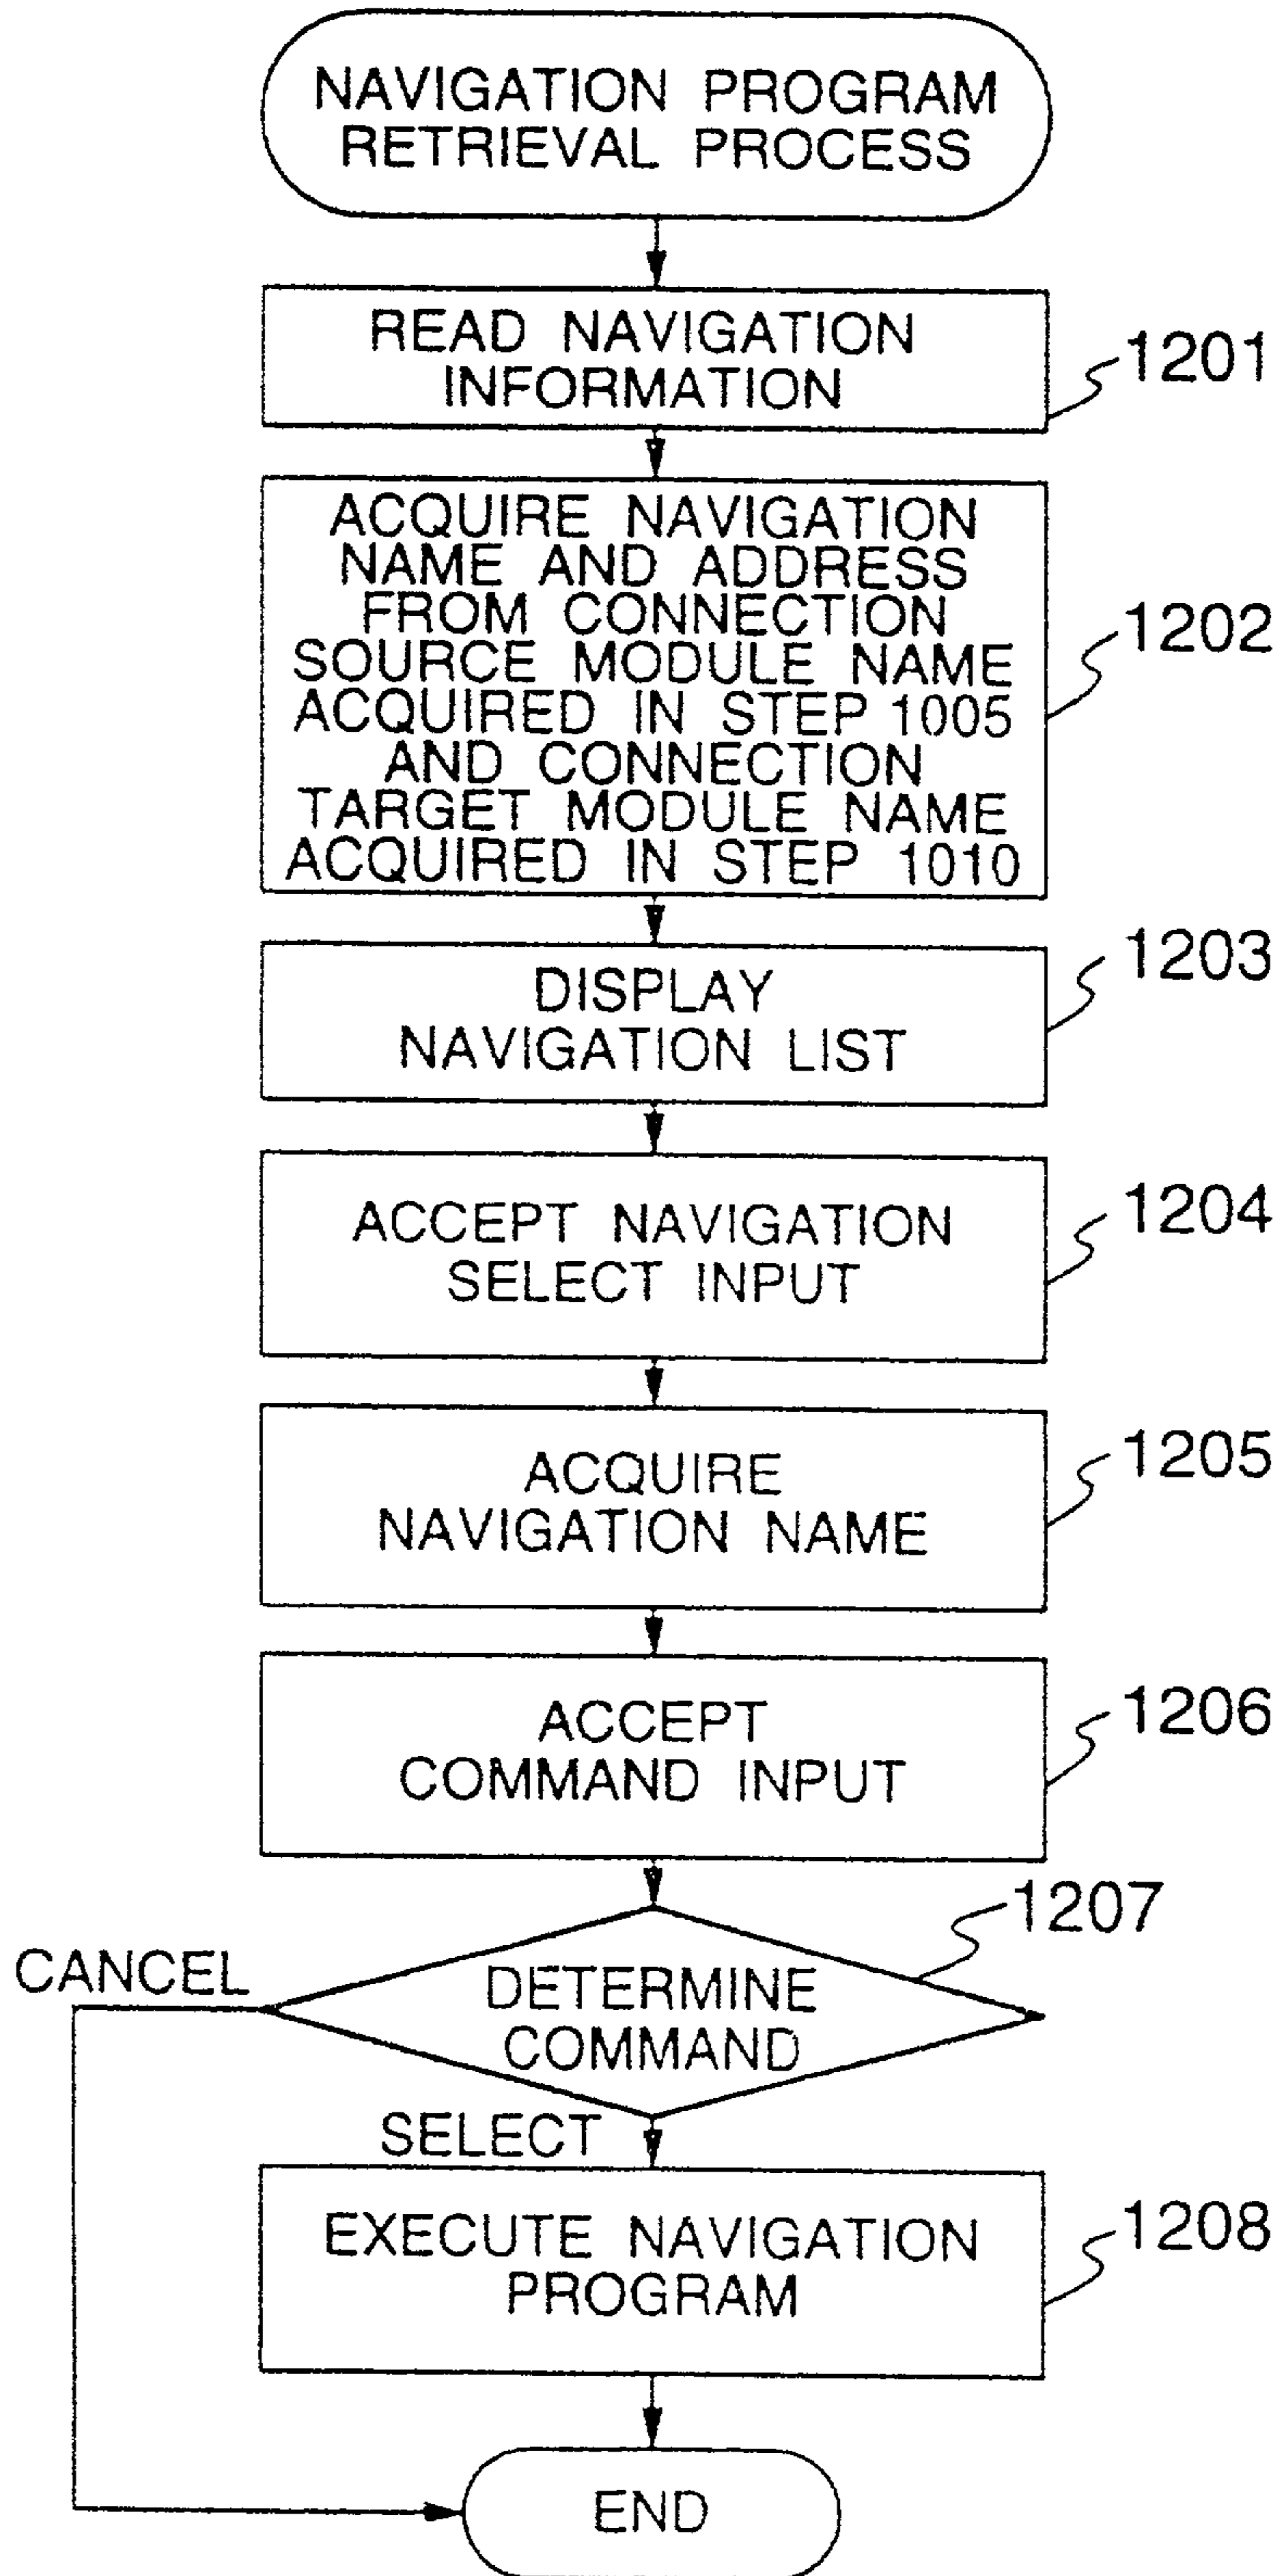 NAVIGATION PROGRAM
RETRIEVAL PROCESS
READ NAVIGATION
INFORMATION
1201
ACQUIRE NAVIGATION
NAME AND ADDRESS
FROM CONNECTION
SOURCE MODULE NAME
ACQUIRED IN STEP 1005
AND CONNECTION
TARGET MODULE NAME
ACQUIRED IN STEP 1010
1202
DISPLAY
NAVIGATION LIST
1203
ACCEPT NAVIGATION
SELECT INPUT
1204
ACQUIRE
NAVIGATION NAME
1205
ACCEPT
COMMAND INPUT
1206
1207
CANCEL
DETERMINE
COMMAND
SELECT
EXECUTE NAVIGATION
PROGRAM
1208
END